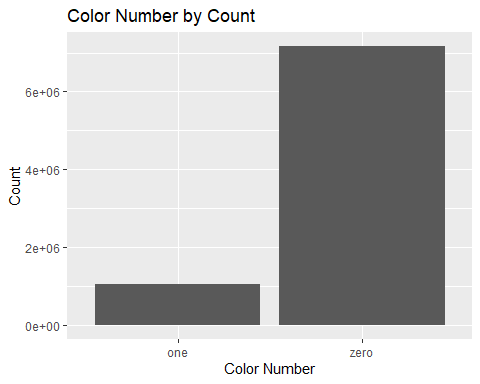 Color Number by Count
Count
6e+06
4e+06
2e+06
0e+00
one zero
Color Number